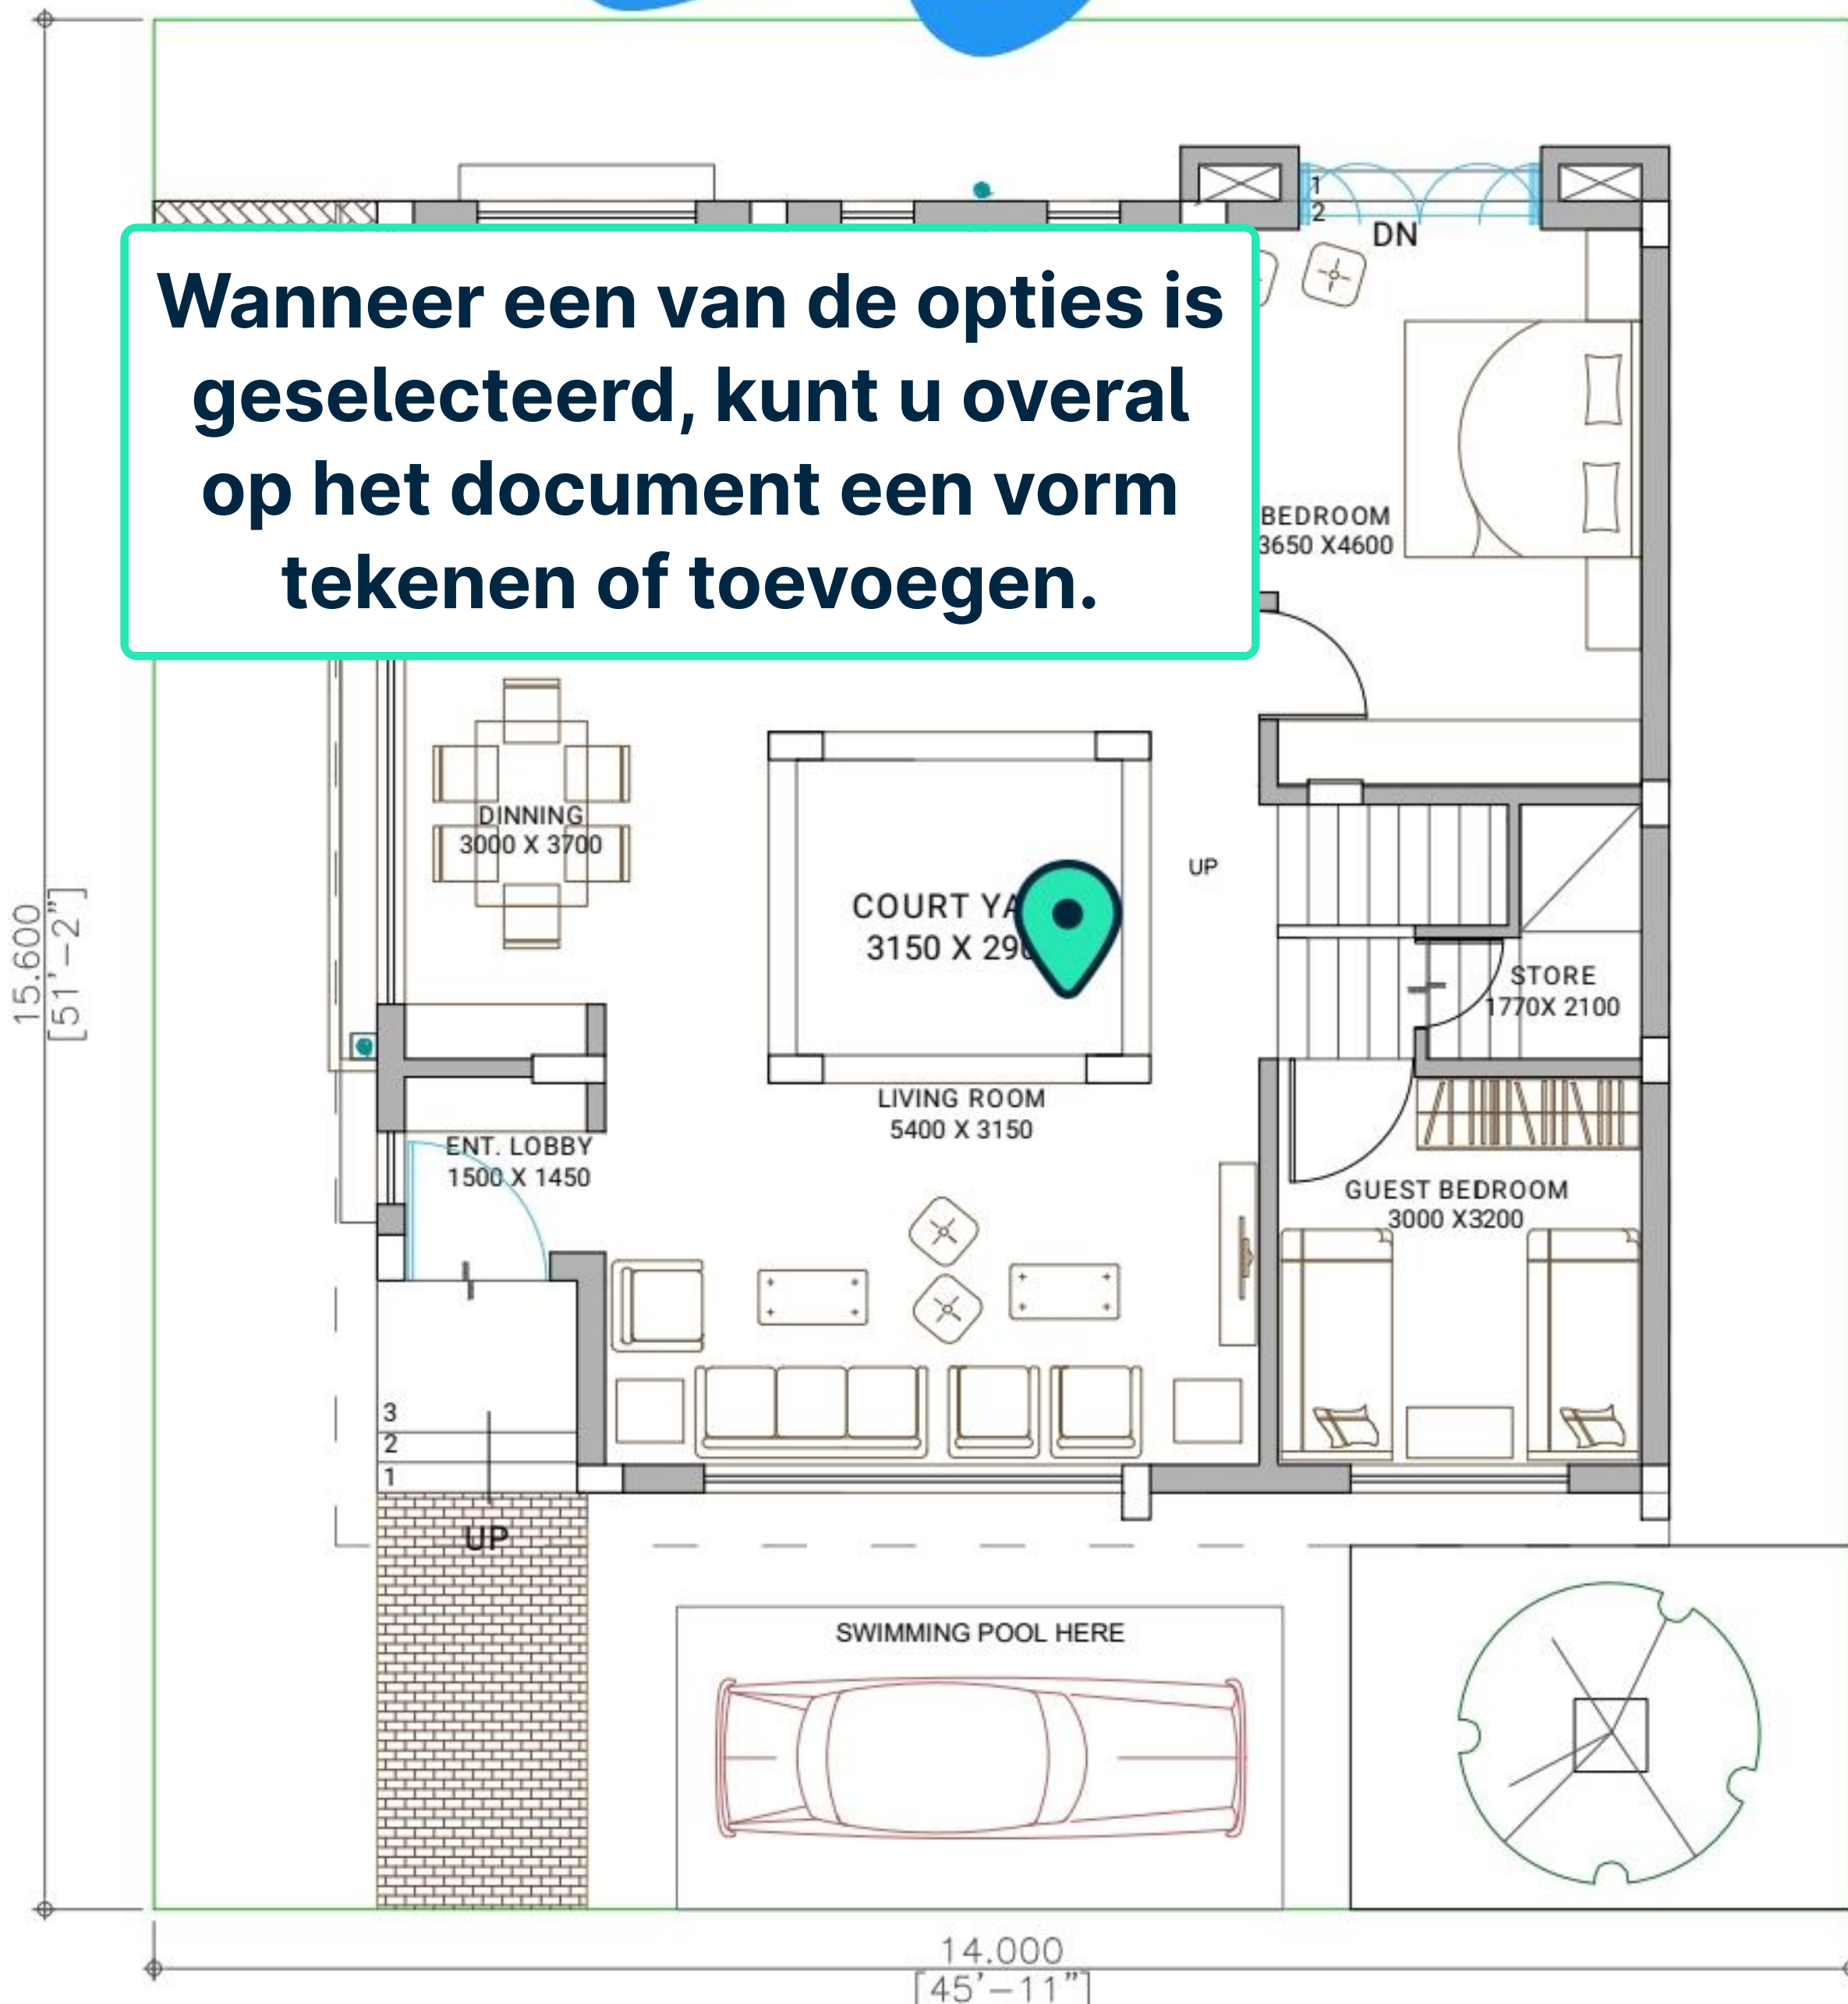 1
2
DN
Wanneer een van de opties is
geselecteerd, kunt u overal
op het document een vorm
tekenen of toevoegen.
BEDROOM
3650 X4600
DINNING
3000 X 3700
UP
COURT
3150 X
15.600
[51'-2"]
STORE
1770X 2100
LIVING ROOM
5400 X 3150
ENT. LOBBY
1500 X 1450
GUEST BEDROOM
3000 X3200
3
2
1
UP
SWIMMING POOL HERE
14.000
[45'-11"]